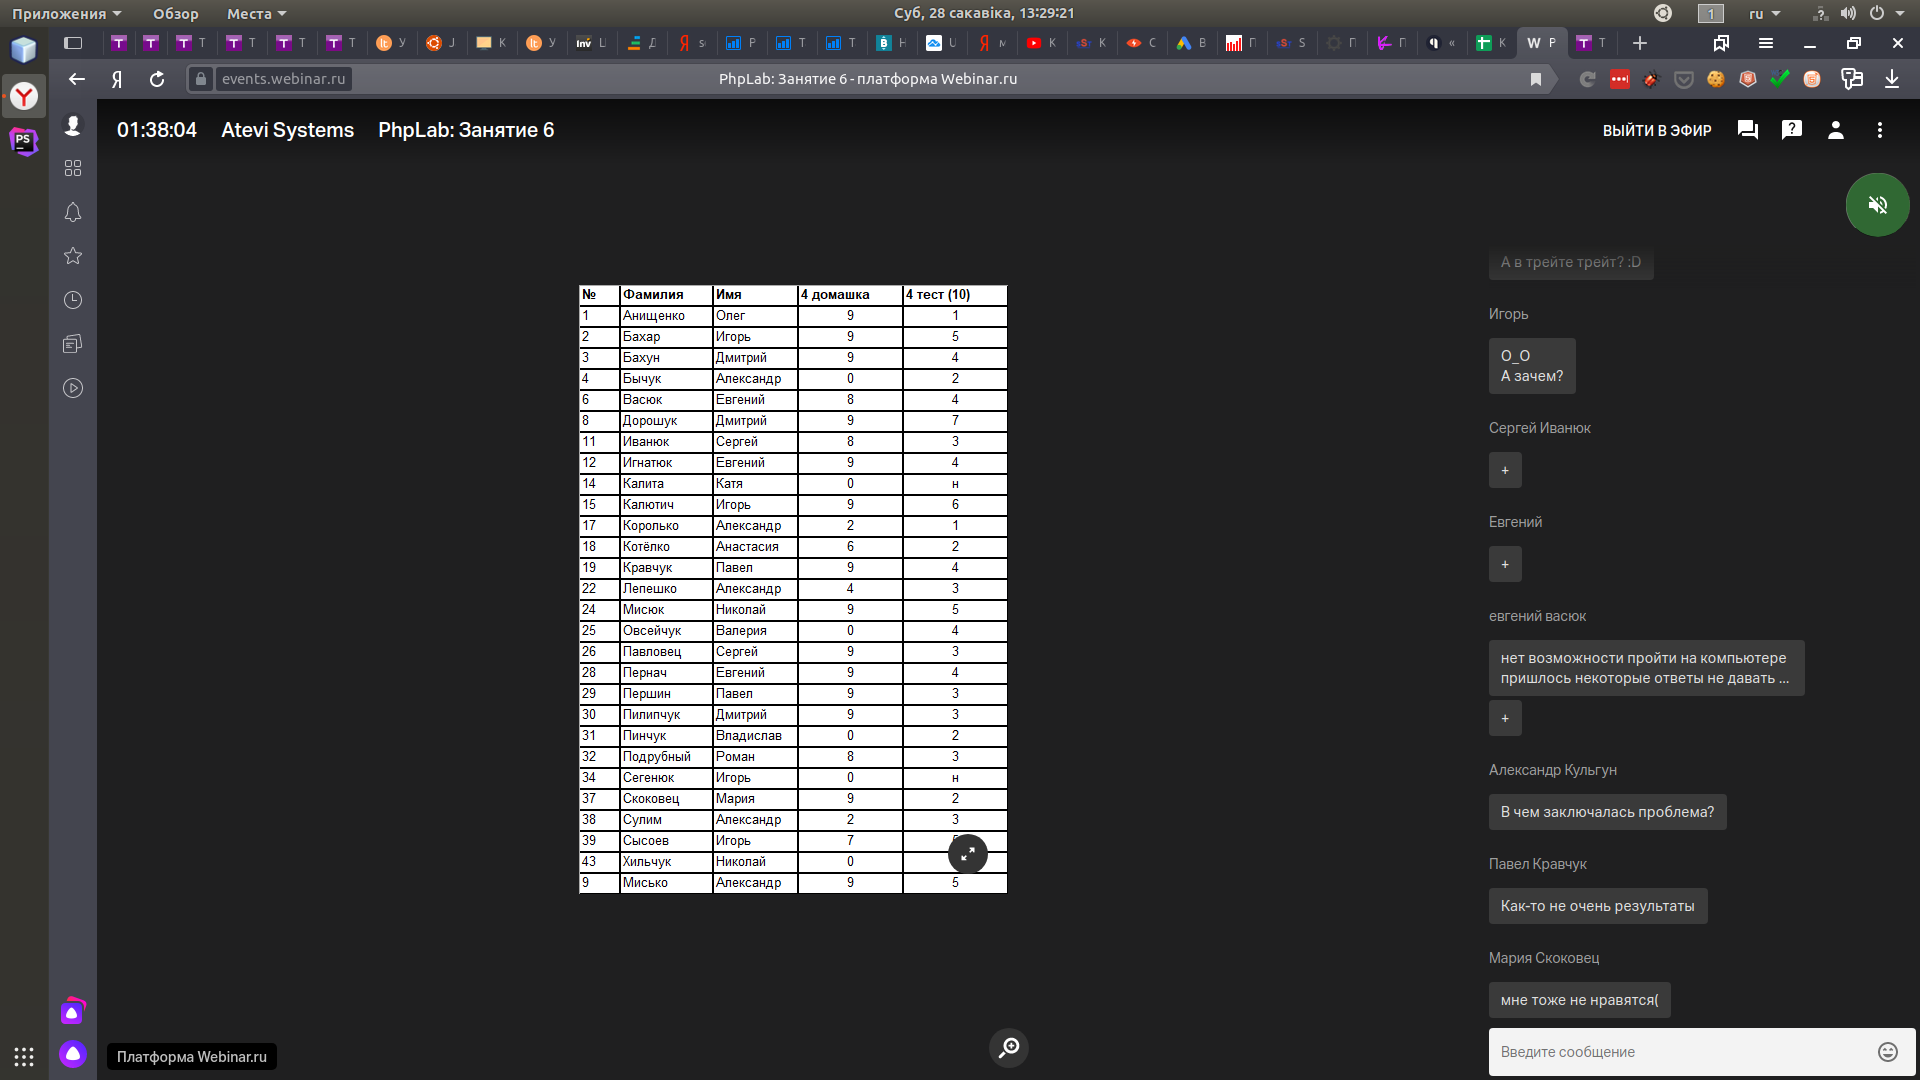 Приложения Обзор Места Суб, 28 сакавіка, 13:29:21 1 ru
events.webinar.ru PhpLab: Занятие 6 - платформа Webinar.ru
01:38:04 Atevi Systems PhpLab: Занятие 6 ВЫЙТИ В ЭФИР
№ Фамилия Имя 4 домашка 4 тест (10)
1 Анищенко Олег 9 1
2 Бахар Игорь 9 5
3 Бахун Дмитрий 9 4
4 Бычук Александр 0 2
6 Васюк Евгений 8 4
8 Дорошук Дмитрий 9 7
11 Иванюк Сергей 8 3
12 Игнатюк Евгений 9 4
14 Калита Катя 0 н
15 Калютич Игорь 9 6
17 Королько Александр 2 1
18 Котёлко Анастасия 6 2
19 Кравчук Павел 9 4
22 Лепешко Александр 4 3
24 Мисюк Николай 9 5
25 Овсейчук Валерия 0 4
26 Павловец Сергей 9 3
28 Пернач Евгений 9 4
29 Першин Павел 9 3
30 Пилипчук Дмитрий 9 3
31 Пинчук Владислав 0 2
32 Подрубный Роман 8 3
34 Сегенюк Игорь 0 н
37 Скоковец Мария 9 2
38 Сулим Александр 2 3
39 Сысоев Игорь 7
43 Хильчук Николай 0
9 Мисько Александр 9 5
А в трейте трейт? :D
Игорь
О_О
А зачем?
Сергей Иванюк
+
Евгений
+
евгений васюк
нет возможности пройти на компьютере
пришлось некоторые ответы не давать ...
+
Александр Кульгун
В чем заключалась проблема?
Павел Кравчук
Как-то не очень результаты
Мария Скоковец
мне тоже не нравятся(
Введите сообщение
Платформа Webinar.ru